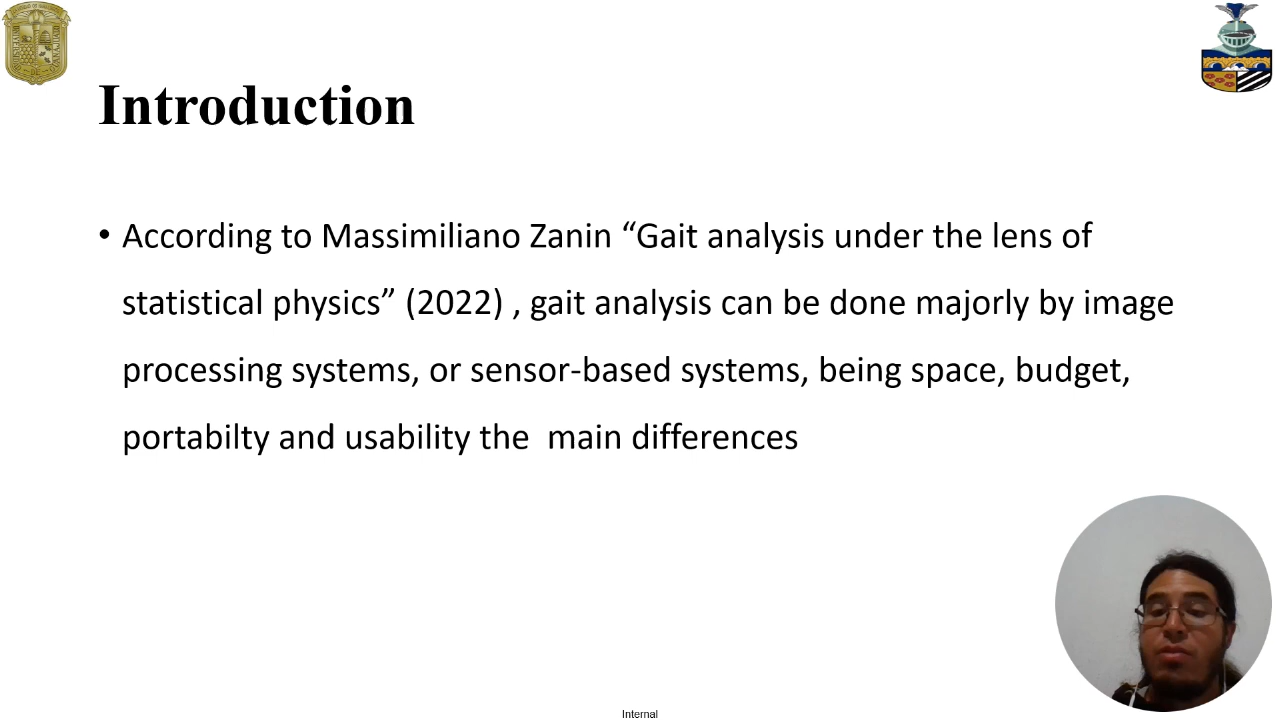 Introduction
• According to Massimiliano Zanin “Gait analysis under the lens of
statistical physics” (2022) , gait analysis can be done majorly by image
processing systems, or sensor-based systems, being space, budget,
portabilty and usability the  main differences
Internal